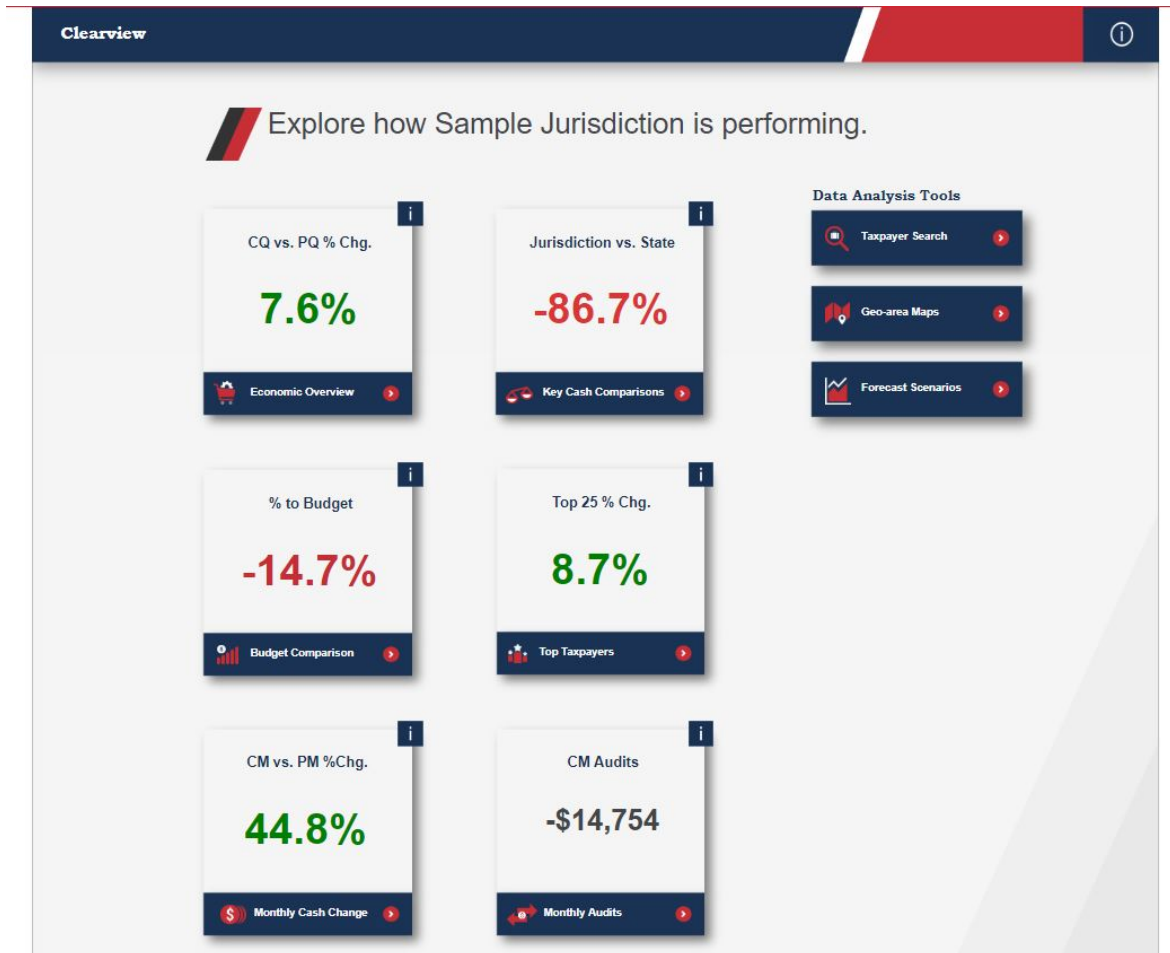 Clearview
Explore how Sample Jurisdiction is performing.
CQ vs. PQ % Chg.
7.6%
Economic Overview
Jurisdiction vs. State
-86.7%
Key Cash Comparisons
Data Analysis Tools
Taxpayer Search
Geo-area Maps
Forecast Scenarios
% to Budget
-14.7%
Budget Comparison
Top 25 % Chg.
8.7%
Top Taxpayers
CM vs. PM %Chg.
44.8%
Monthly Cash Change
CM Audits
-$14,754
Monthly Audits